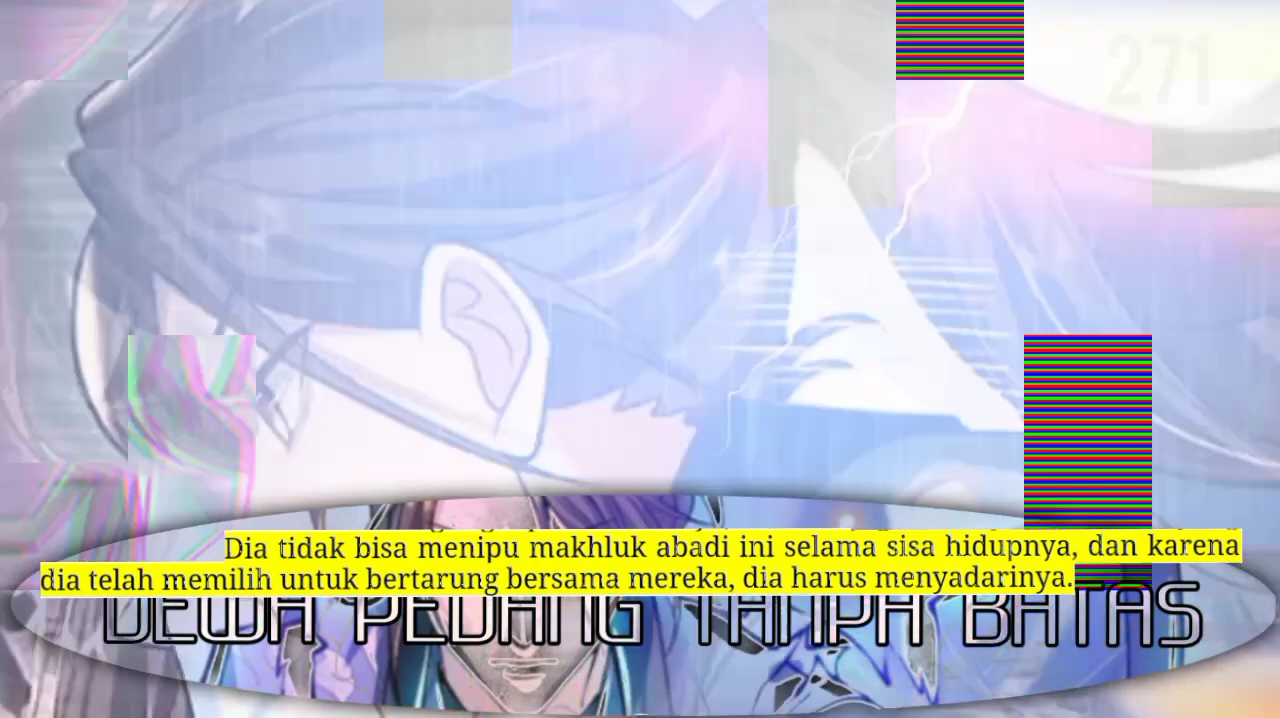 271
Dia tidak bisa menipu makhluk abadi ini selama sisa hidupnya, dan karena
dia telah memilih untuk bertarung bersama mereka, dia harus menyadarinya.
DEWA PEDANG TANPA BATAS